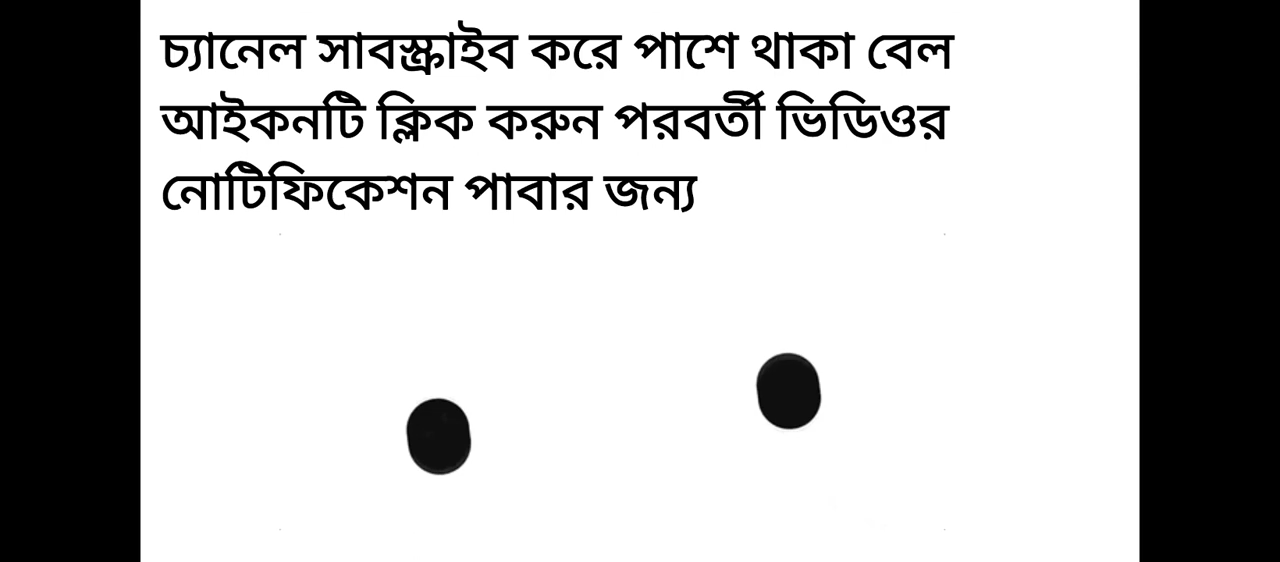 চ্যানেল সাবস্ক্রাইব করে পাশে থাকা বেল
আইকনটি ক্লিক করুন পরবর্তী ভিডিওর
নোটিফিকেশন পাবার জন্য